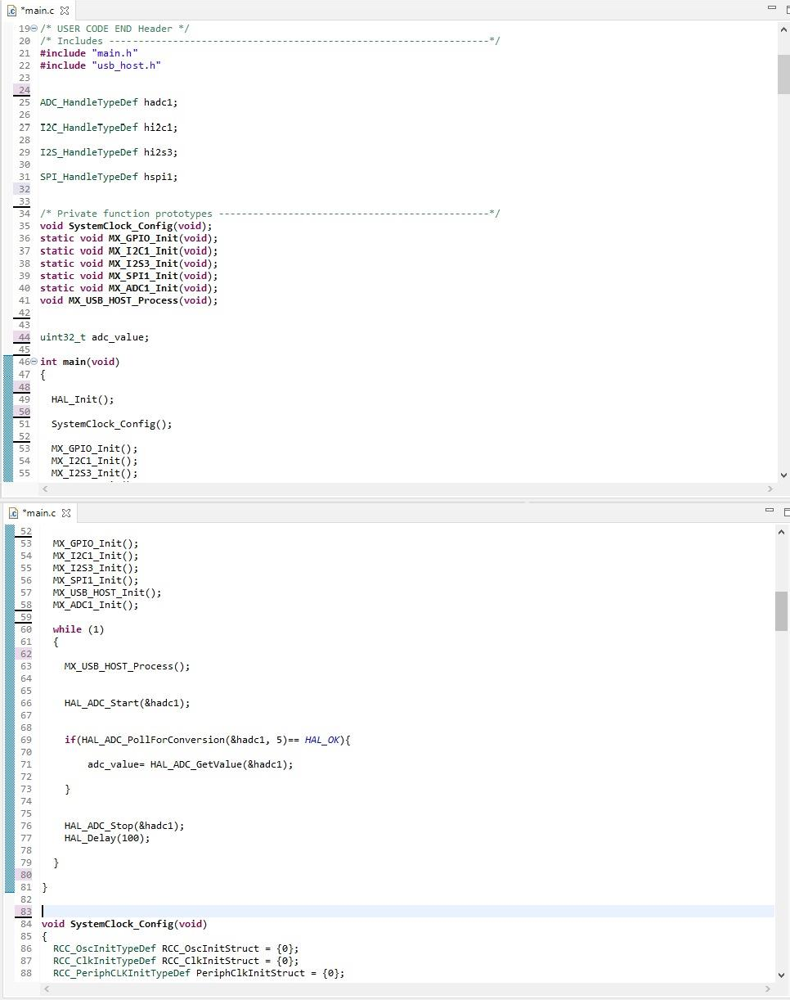 *main.c
19 /* USER CODE END Header */
20 /* Includes ------------------------------------------------------------------*/
21 #include "main.h"
22 #include "usb_host.h"
23
24
25 ADC_HandleTypeDef hadc1;
26
27 I2C_HandleTypeDef hi2c1;
28
29 I2S_HandleTypeDef hi2s3;
30
31 SPI_HandleTypeDef hspi1;
32
33
34 /* Private function prototypes -----------------------------------------------*/
35 void SystemClock_Config(void);
36 static void MX_GPIO_Init(void);
37 static void MX_I2C1_Init(void);
38 static void MX_I2S3_Init(void);
39 static void MX_SPI1_Init(void);
40 static void MX_ADC1_Init(void);
41 void MX_USB_HOST_Process(void);
42
43
44 uint32_t adc_value;
45
46 int main(void)
47 {
48
49 HAL_Init();
50
51 SystemClock_Config();
52
53 MX_GPIO_Init();
54 MX_I2C1_Init();
55 MX_I2S3_Init();
*main.c
52
53 MX_GPIO_Init();
54 MX_I2C1_Init();
55 MX_I2S3_Init();
56 MX_SPI1_Init();
57 MX_USB_HOST_Init();
58 MX_ADC1_Init();
59
60 while (1)
61 {
62
63 MX_USB_HOST_Process();
64
65
66 HAL_ADC_Start(&hadc1);
67
68
69 if(HAL_ADC_PollForConversion(&hadc1, 5)== HAL_OK){
70
71 adc_value= HAL_ADC_GetValue(&hadc1);
72
73 }
74
75
76 HAL_ADC_Stop(&hadc1);
77 HAL_Delay(100);
78
79 }
80
81 }
82
83
84 void SystemClock_Config(void)
85 {
86 RCC_OscInitTypeDef RCC_OscInitStruct = {0};
87 RCC_ClkInitTypeDef RCC_ClkInitStruct = {0};
88 RCC_PeriphCLKInitTypeDef PeriphClkInitStruct = {0};